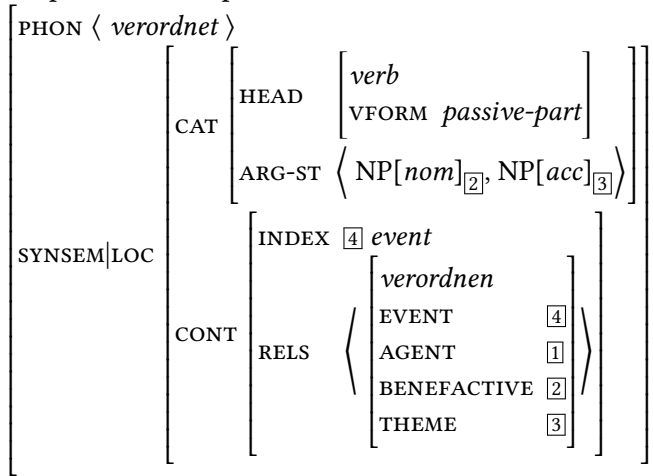 PHON ⟨ verordnet ⟩
SYNSEM|LOC
CAT
HEAD
verb
VFORM passive-part
ARG-ST ⟨ NP[nom]2, NP[acc]3 ⟩
CONT
INDEX 4 event
RELS
verordnen
EVENT 4
AGENT 1
BENEFACTIVE 2
THEME 3